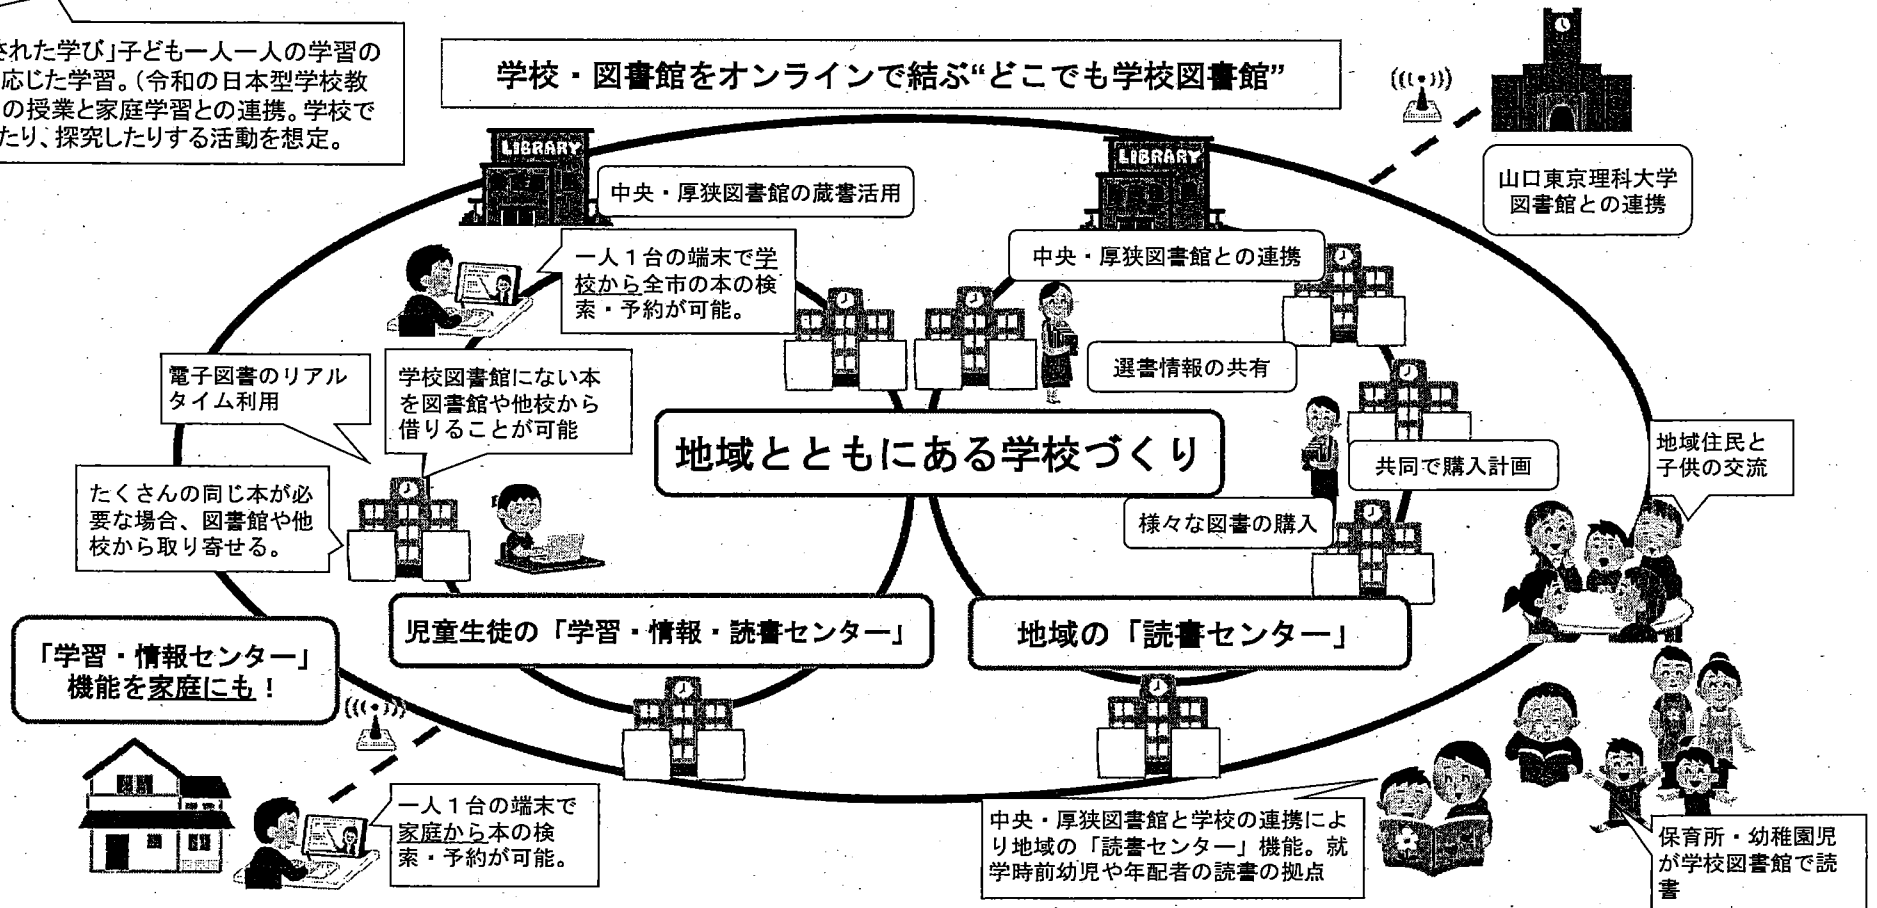 された学び」子ども一人一人の学習の
応じた学習。(令和の日本型学校教
の授業と家庭学習との連携。学校で
たり、探究したりする活動を想定。
学校・図書館をオンラインで結ぶ“どこでも学校図書館”
LIBRARY
中央・厚狭図書館の蔵書活用
LIBRARY
山口東京理科大学
図書館との連携
一人1台の端末で学
校から全市の本の検
索・予約が可能。
中央・厚狭図書館との連携
選書情報の共有
電子図書のリアル
タイム利用
学校図書館にない本
を図書館や他校から
借りることが可能
地域とともにある学校づくり
共同で購入計画
地域住民と
子供の交流
たくさんの同じ本が必
要な場合、図書館や他
校から取り寄せる。
様々な図書の購入
児童生徒の「学習・情報・読書センター」
地域の「読書センター」
「学習・情報センター」
機能を家庭にも!
一人1台の端末で
家庭から本の検
索・予約が可能。
中央・厚狭図書館と学校の連携によ
り地域の「読書センター」機能。就
学時前幼児や年配者の読書の拠点
保育所・幼稚園児
が学校図書館で読
書